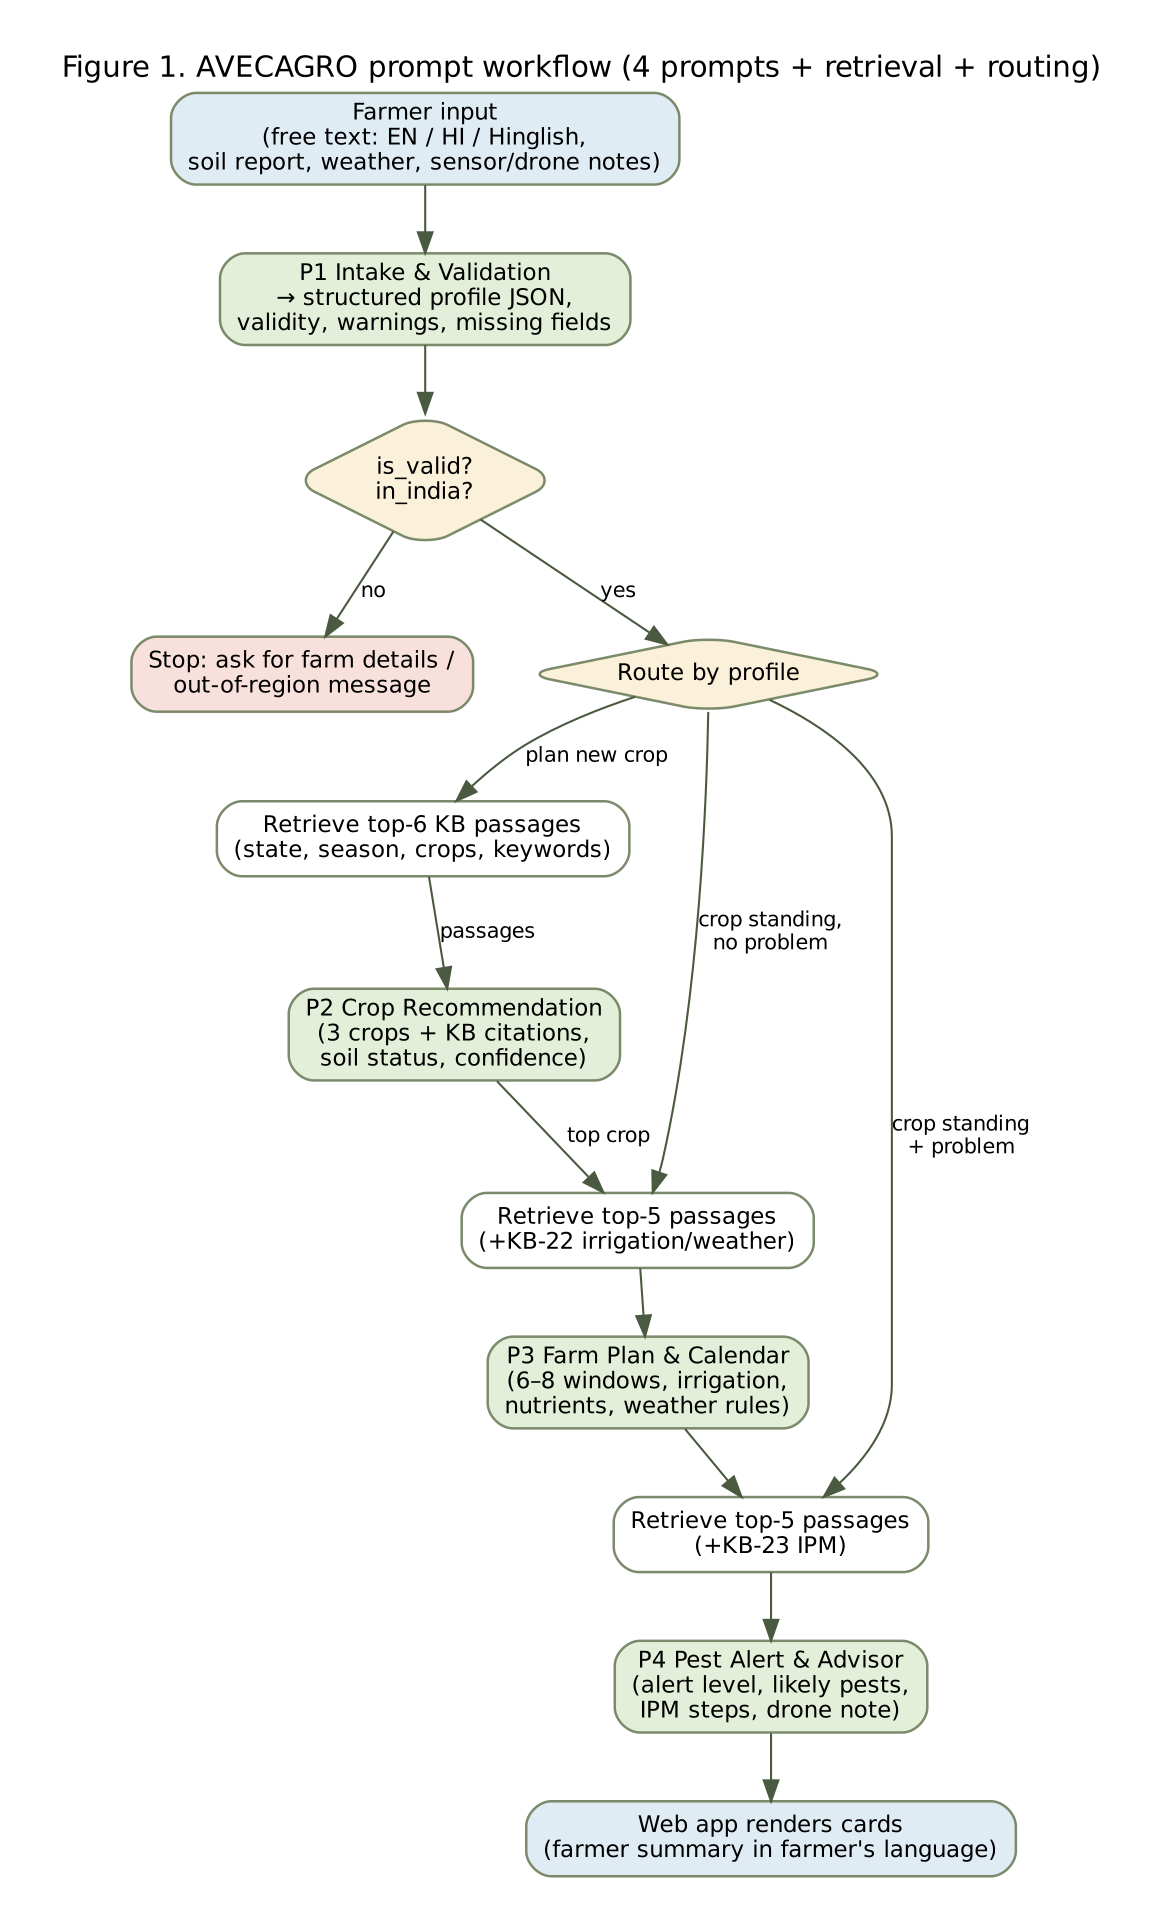 Figure 1. AVECAGRO prompt workflow (4 prompts + retrieval + routing)
Farmer input
(free text: EN / HI / Hinglish,
soil report, weather, sensor/drone notes)
P1 Intake & Validation
→ structured profile JSON,
validity, warnings, missing fields
is_valid?
in_india?
no
yes
Stop: ask for farm details /
out-of-region message
Route by profile
plan new crop
Retrieve top-6 KB passages
(state, season, crops, keywords)
crop standing,
no problem
passages
P2 Crop Recommendation
(3 crops + KB citations,
soil status, confidence)
crop standing
+ problem
top crop
Retrieve top-5 passages
(+KB-22 irrigation/weather)
P3 Farm Plan & Calendar
(6–8 windows, irrigation,
nutrients, weather rules)
Retrieve top-5 passages
(+KB-23 IPM)
P4 Pest Alert & Advisor
(alert level, likely pests,
IPM steps, drone note)
Web app renders cards
(farmer summary in farmer's language)